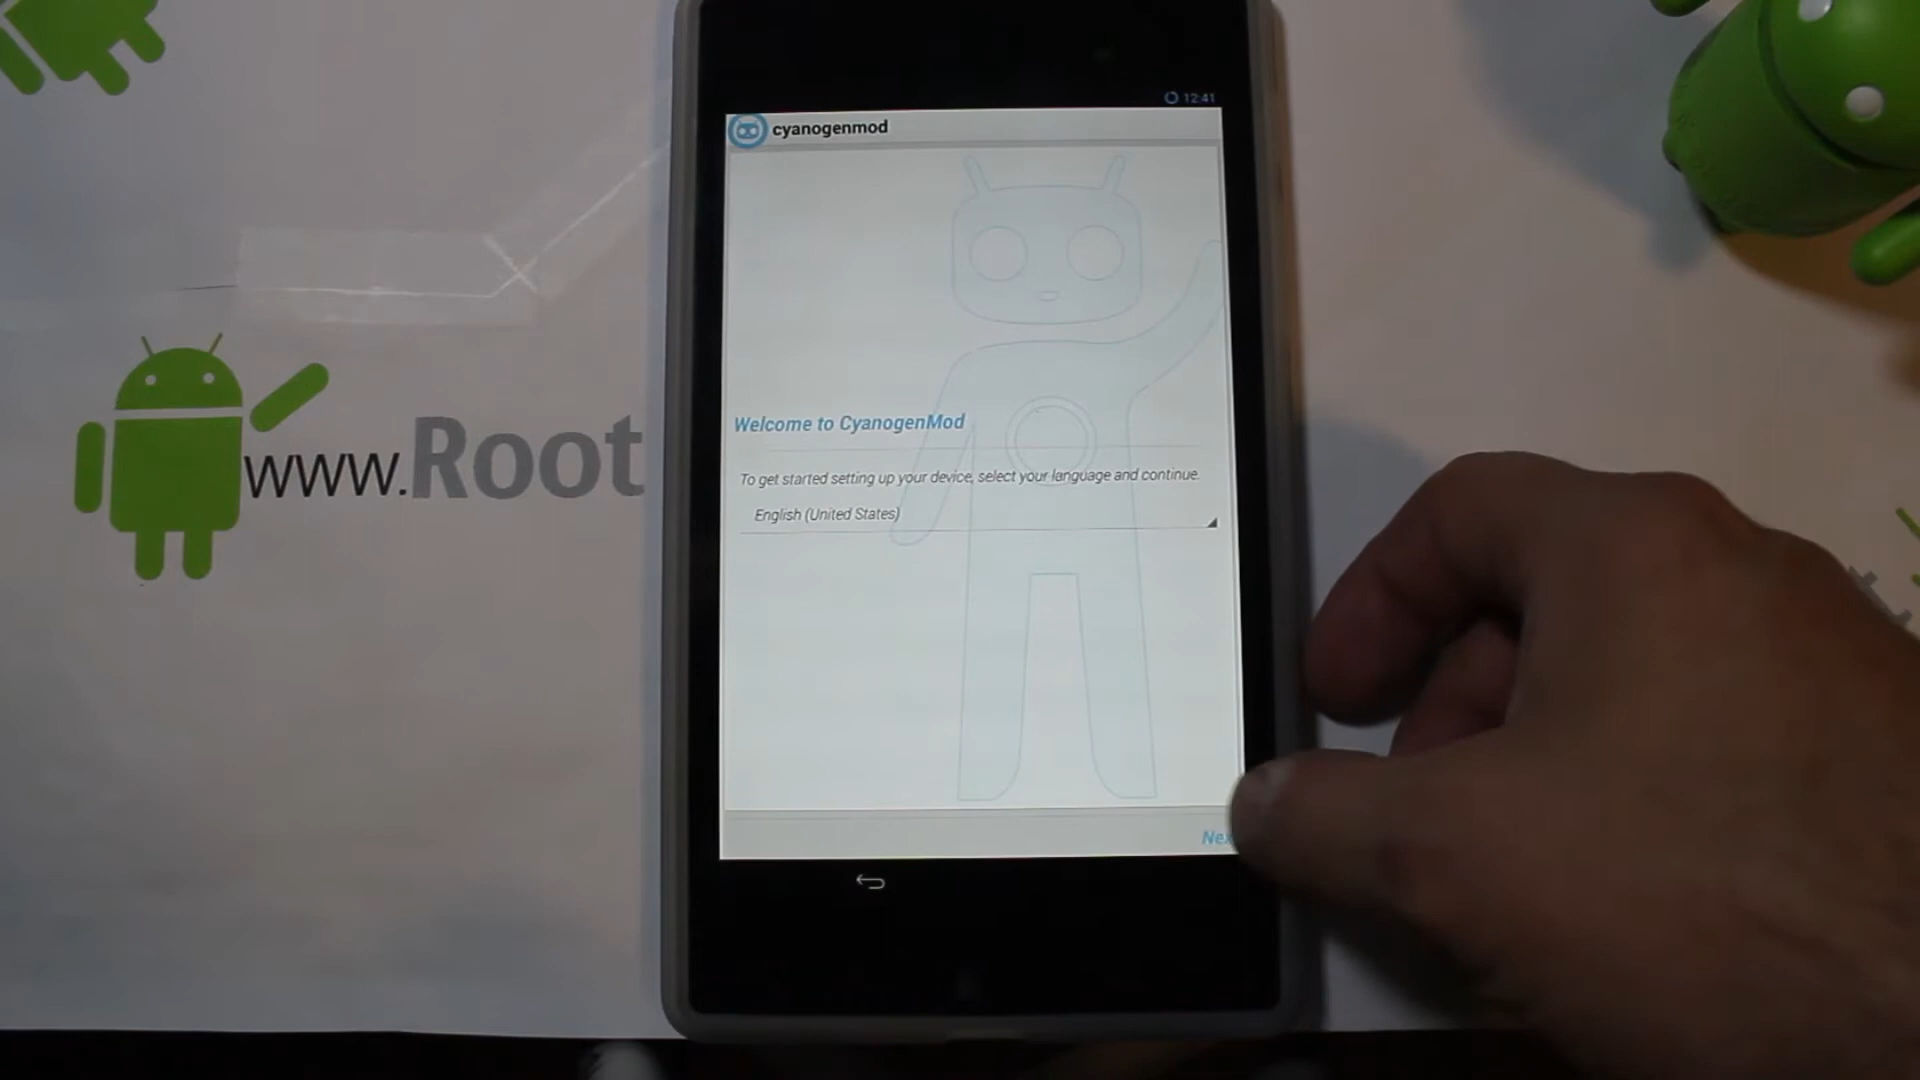 12:41
cyanogenmod
www.Root
Welcome to CyanogenMod
To get started setting up your device, select your language and continue.
English (United States)